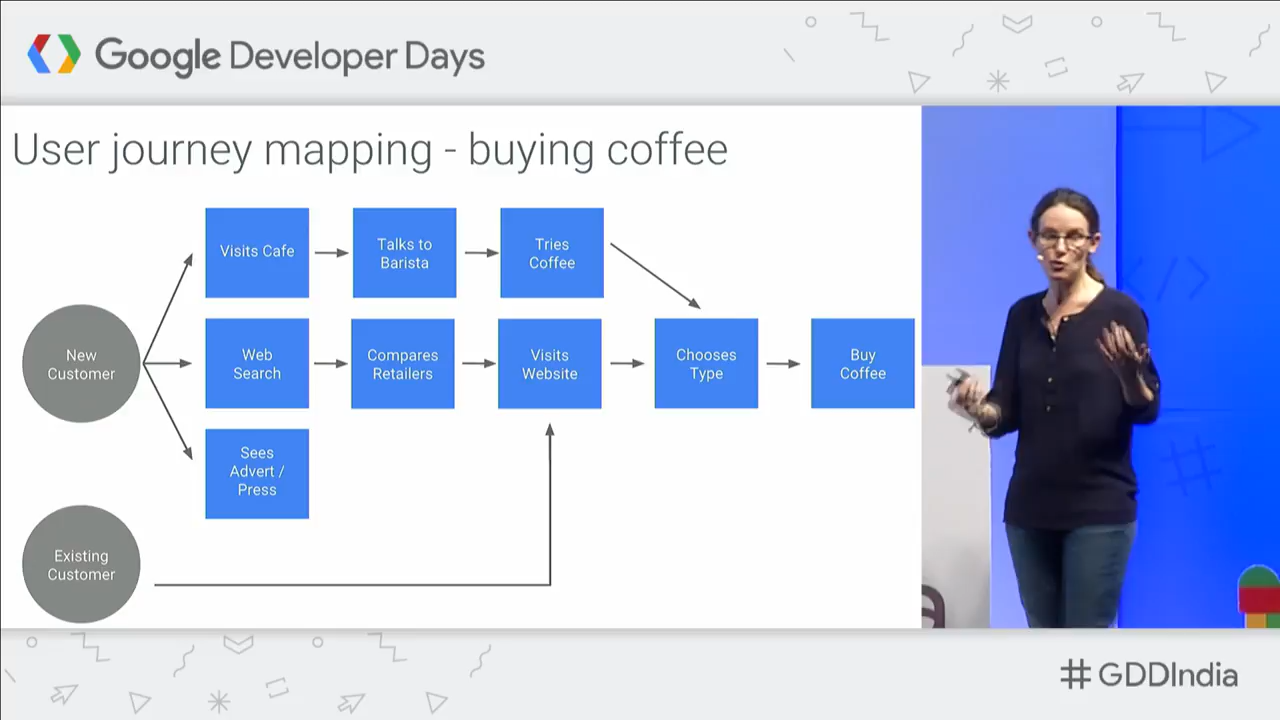 Google Developer Days
User journey mapping - buying coffee
Visits Cafe
Talks to
Barista
Tries
Coffee
New
Customer
Web
Search
Compares
Retailers
Visits
Website
Chooses
Type
Buy
Coffee
Sees
Advert /
Press
Existing
Customer
#GDDIndia